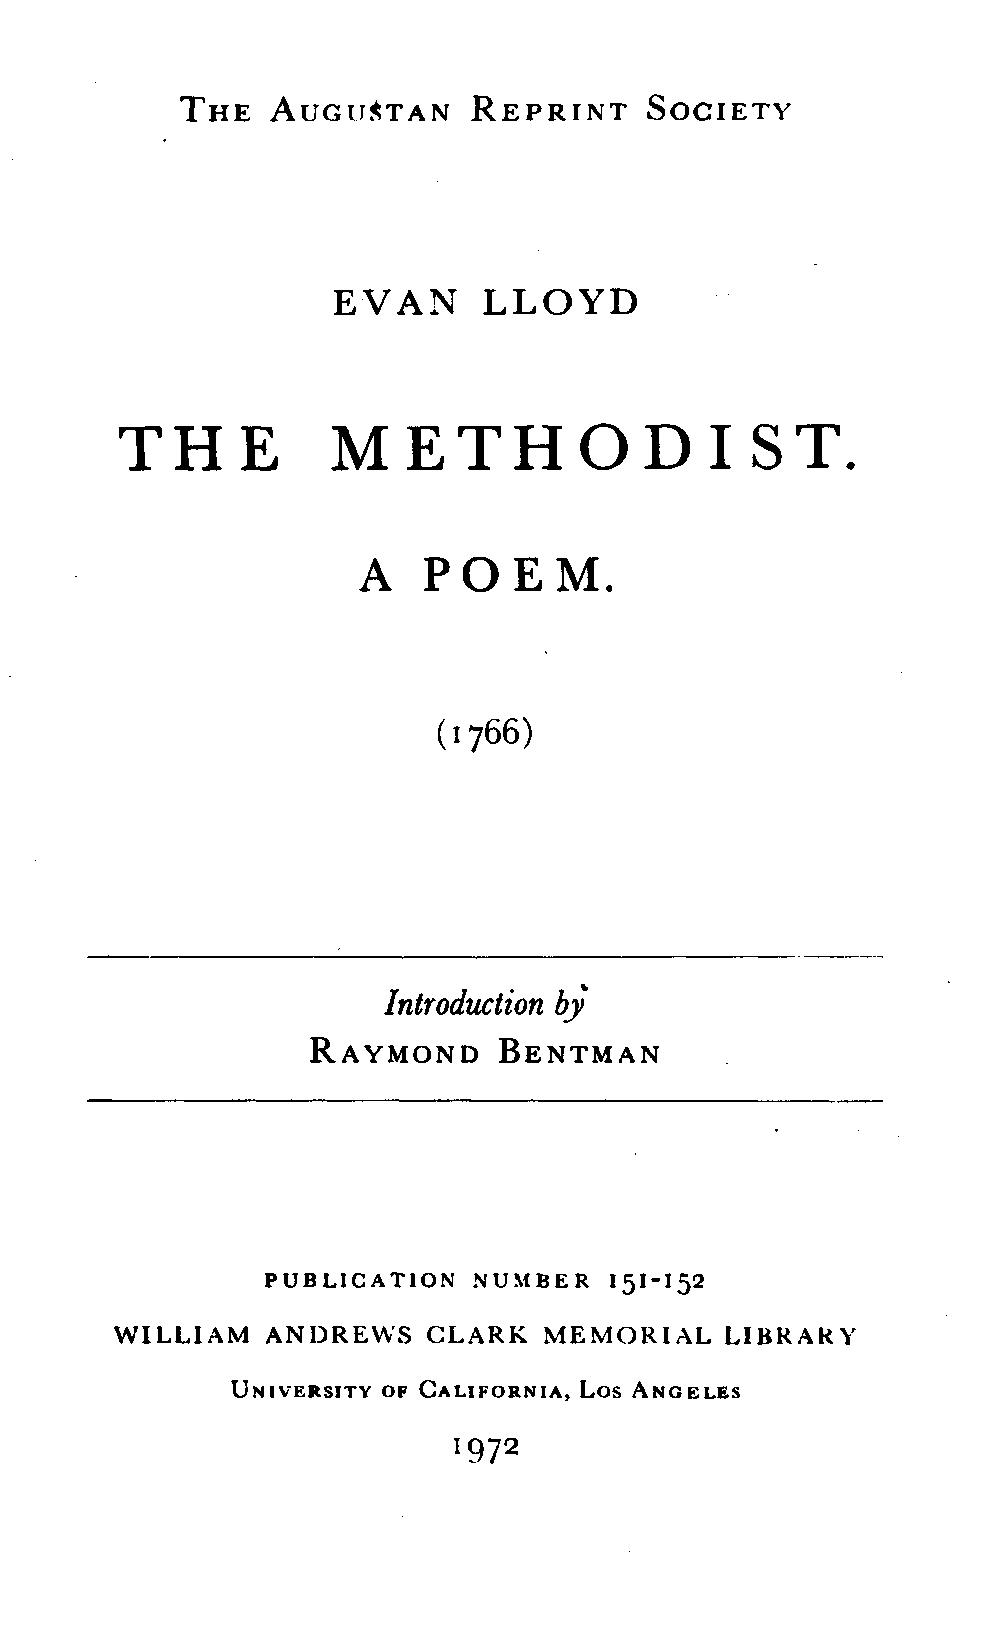 THE AUGUSTAN REPRINT SOCIETY
EVAN LLOYD
THE METHODIST.
A POEM.
(1766)
Introduction by
RAYMOND BENTMAN
PUBLICATION NUMBER 151-152
WILLIAM ANDREWS CLARK MEMORIAL LIBRARY
UNIVERSITY OF CALIFORNIA, LOS ANGELES
1972